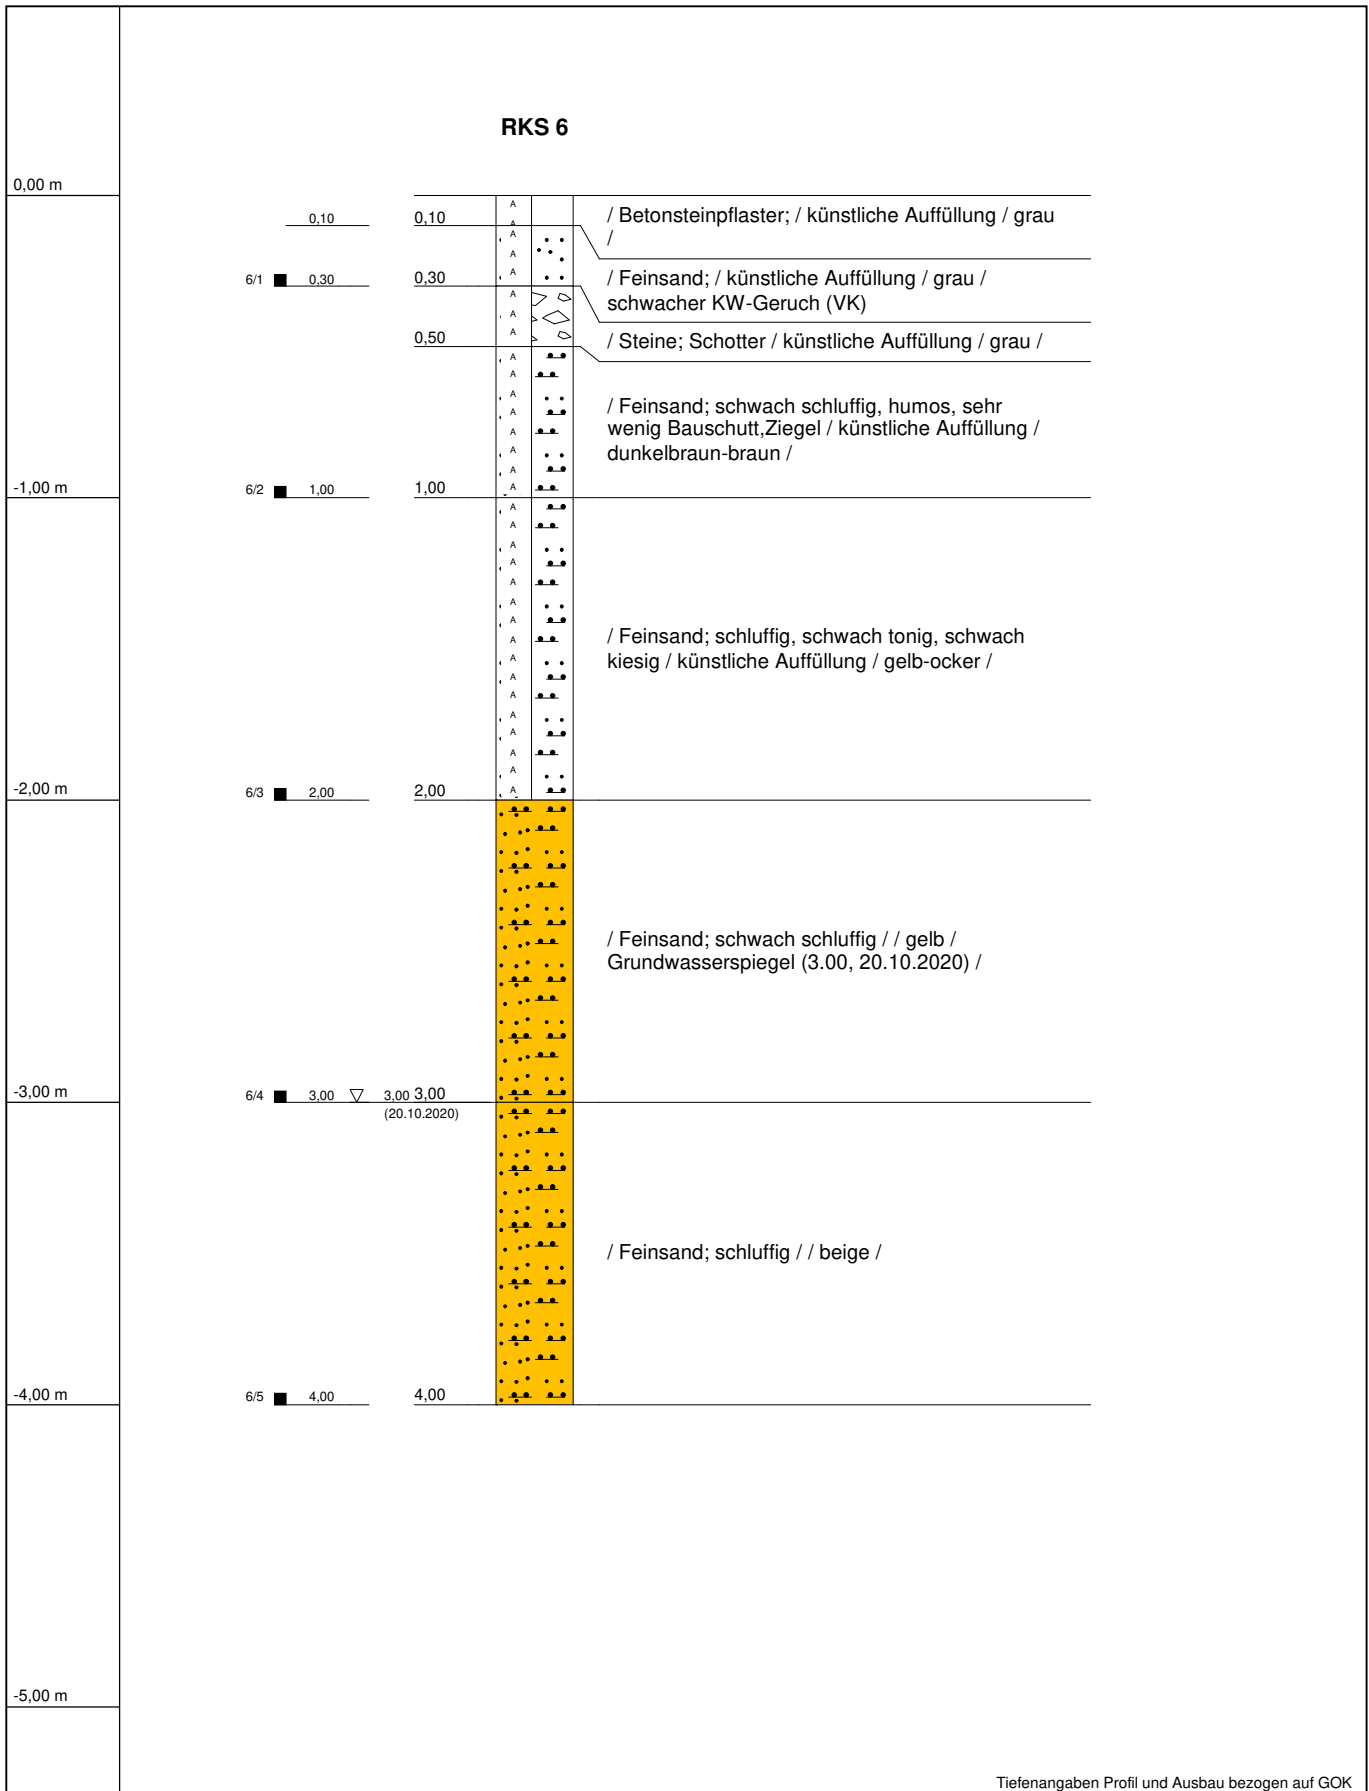 RKS 6
0,00 m
0,10
0,10
/ Betonsteinpflaster; / künstliche Auffüllung / grau
/
6/1
0,30
0,30
/ Feinsand; / künstliche Auffüllung / grau /
schwacher KW-Geruch (VK)
0,50
/ Steine; Schotter / künstliche Auffüllung / grau /
/ Feinsand; schwach schluffig, humos, sehr
wenig Bauschutt,Ziegel / künstliche Auffüllung /
dunkelbraun-braun /
-1,00 m
6/2
1,00
1,00
/ Feinsand; schluffig, schwach tonig, schwach
kiesig / künstliche Auffüllung / gelb-ocker /
-2,00 m
6/3
2,00
2,00
/ Feinsand; schwach schluffig / / gelb /
Grundwasserspiegel (3.00, 20.10.2020) /
-3,00 m
6/4
3,00
3,00
3,00
(20.10.2020)
/ Feinsand; schluffig / / beige /
-4,00 m
6/5
4,00
4,00
-5,00 m
Tiefenangaben Profil und Ausbau bezogen auf GOK